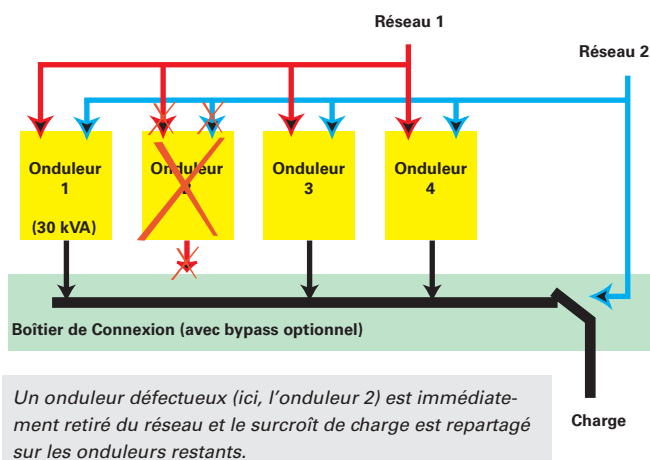 Réseau 1
Réseau 2
Onduleur
1
(30 kVA)
Onduleur
2
Onduleur
3
Onduleur
4
Boîtier de Connexion (avec bypass optionnel)
Charge
Un onduleur défectueux (ici, l'onduleur 2) est immédiate-
ment retiré du réseau et le surcroît de charge est repartagé
sur les onduleurs restants.